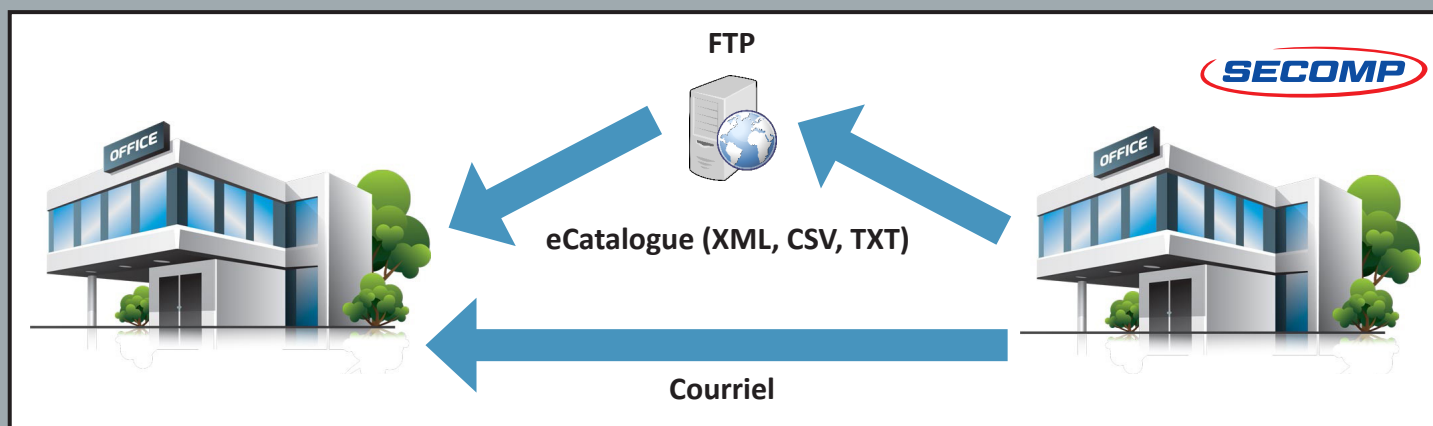 FTP
SECOMP
OFFICE
OFFICE
eCatalogue (XML, CSV, TXT)
Courriel